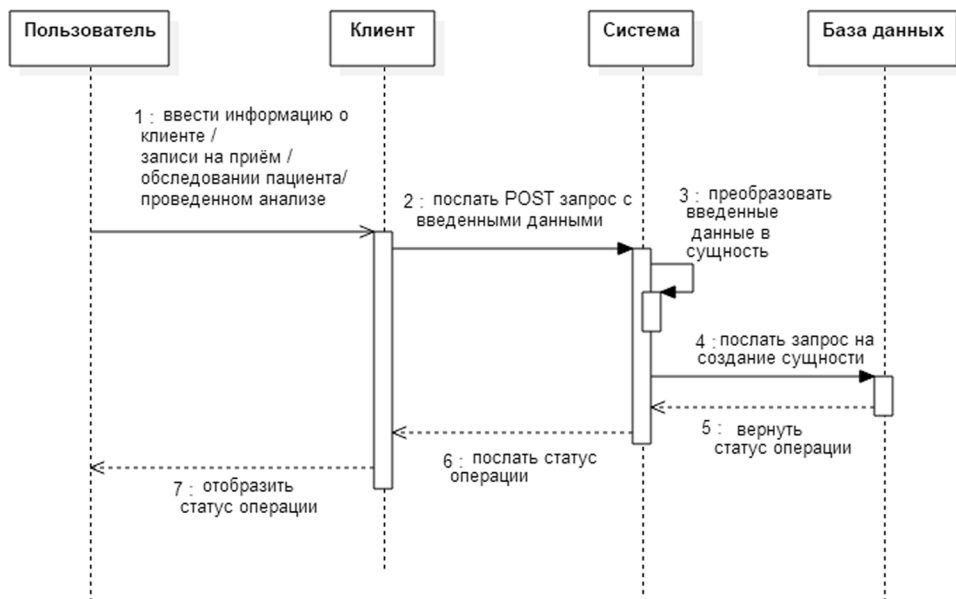 Пользователь
Клиент
Система
База данных
1 : ввести информацию о
клиенте /
записи на приём /
обследовании пациента/
проведенном анализе
2 : послать POST запрос с
введенными данными
3 : преобразовать
введенные
данные в
сущность
4 : послать запрос на
создание сущности
5 : вернуть
статус операции
6 : послать статус
операции
7 : отобразить
статус операции